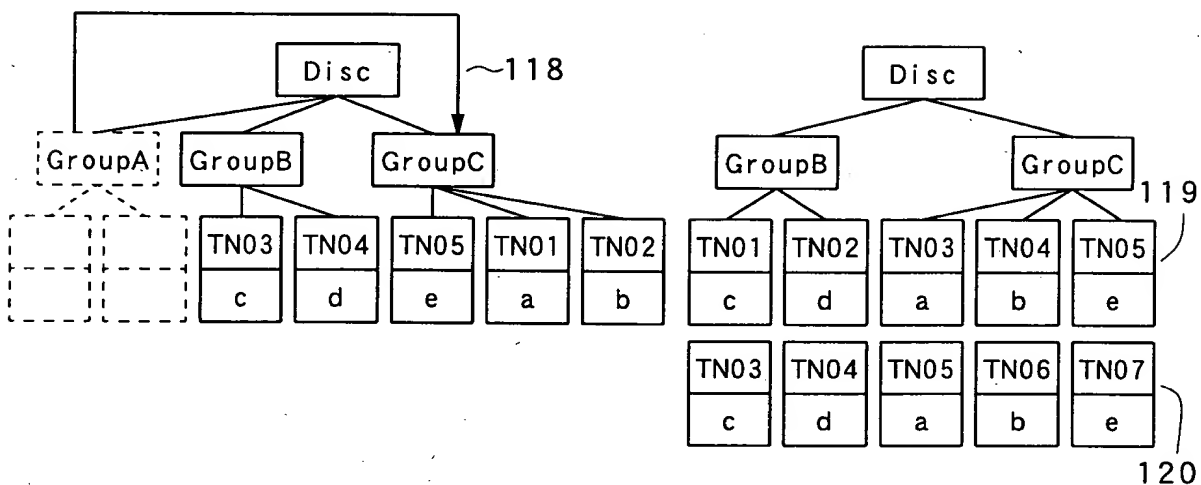 118
Disc
Disc
GroupA GroupB GroupC
GroupB GroupC
119
TN03 TN04 TN05 TN01 TN02
c d e a b
TN01 TN02 TN03 TN04 TN05
c d a b e
TN03 TN04 TN05 TN06 TN07
c d a b e
120